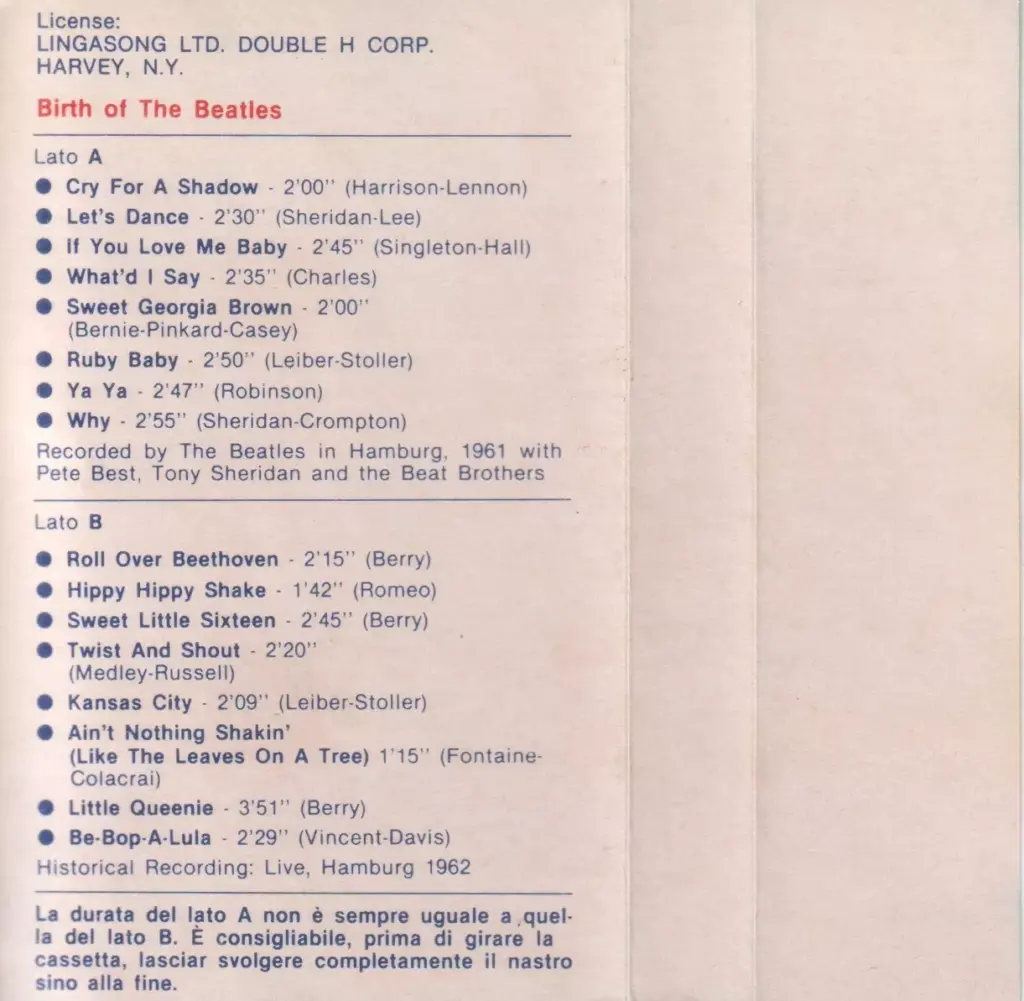 License:
LINGASONG LTD. DOUBLE H CORP.
HARVEY, N.Y.
Birth of The Beatles
Lato A
● Cry For A Shadow - 2'00" (Harrison-Lennon)
● Let's Dance - 2'30" (Sheridan-Lee)
● If You Love Me Baby - 2'45" (Singleton-Hall)
● What'd I Say - 2'35" (Charles)
● Sweet Georgia Brown - 2'00"
(Bernie-Pinkard-Casey)
● Ruby Baby - 2'50" (Leiber-Stoller)
● Ya Ya - 2'47" (Robinson)
● Why - 2'55" (Sheridan-Crompton)
Recorded by The Beatles in Hamburg, 1961 with
Pete Best, Tony Sheridan and the Beat Brothers
Lato B
● Roll Over Beethoven - 2'15" (Berry)
● Hippy Hippy Shake - 1'42" (Romeo)
● Sweet Little Sixteen - 2'45" (Berry)
● Twist And Shout - 2'20"
(Medley-Russell)
● Kansas City - 2'09" (Leiber-Stoller)
● Ain't Nothing Shakin'
(Like The Leaves On A Tree) 1'15" (Fontaine-
Colacrai)
● Little Queenie - 3'51" (Berry)
● Be-Bop-A-Lula - 2'29" (Vincent-Davis)
Historical Recording: Live, Hamburg 1962
La durata del lato A non è sempre uguale a quel-
la del lato B. È consigliabile, prima di girare la
cassetta, lasciar svolgere completamente il nastro
sino alla fine.